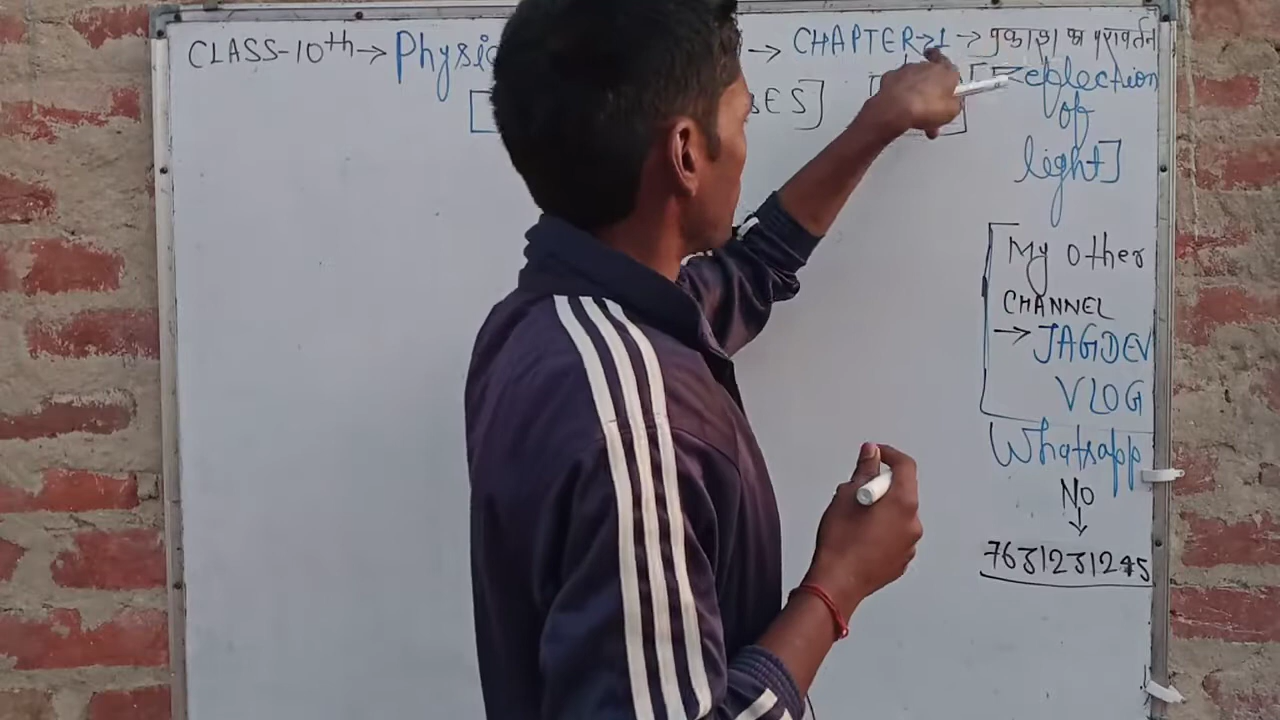 CLASS-10th→ Physic → CHAPTER→1 → प्रकाश का परावर्तन
[Reflection
SES]
of
light]
My Other
CHANNEL
→ JAGDEV
VLOG
Whatsapp
No
↓
7631231245